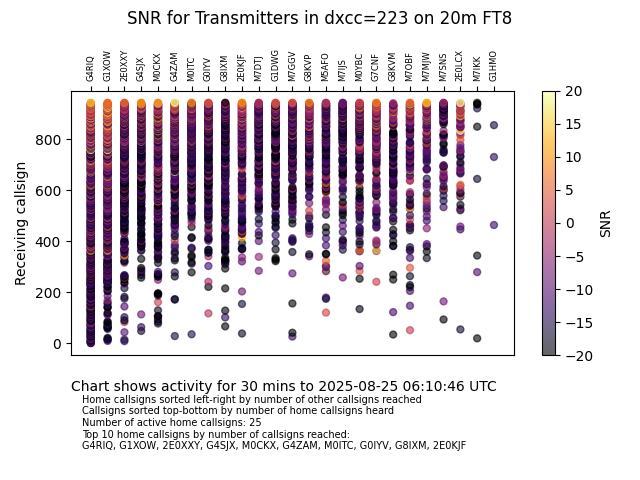 SNR for Transmitters in dxcc=223 on 20m FT8
G4RIQ G1XOW 2E0XXY G4SJX M0CKX G4ZAM M0ITC G0IYV G8IXM 2E0KJF M7DTJ G1DWG M7GGV G8KVP M5AFO M7IJS M0YBC G7CNF G8KVM M7OBF M7MJW M7SNS 2E0LCX M7IKK G1HMO
Receiving callsign
800
600
400
200
0
20
15
10
5
0
−5
−10
−15
−20
SNR
Chart shows activity for 30 mins to 2025-08-25 06:10:46 UTC
Home callsigns sorted left-right by number of other callsigns reached
Callsigns sorted top-bottom by number of home callsigns heard
Number of active home callsigns: 25
Top 10 home callsigns by number of callsigns reached:
G4RIQ, G1XOW, 2E0XXY, G4SJX, M0CKX, G4ZAM, M0ITC, G0IYV, G8IXM, 2E0KJF